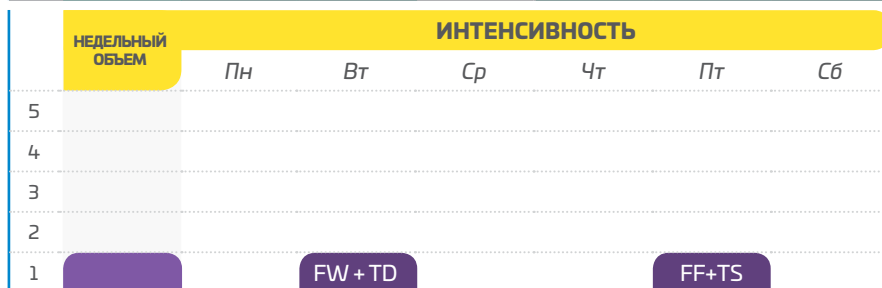 НЕДЕЛЬНЫЙ ОБЪЕМ
ИНТЕНСИВНОСТЬ
Пн Вт Ср Чт Пт Сб
5
4
3
2
1 FW + TD FF+TS